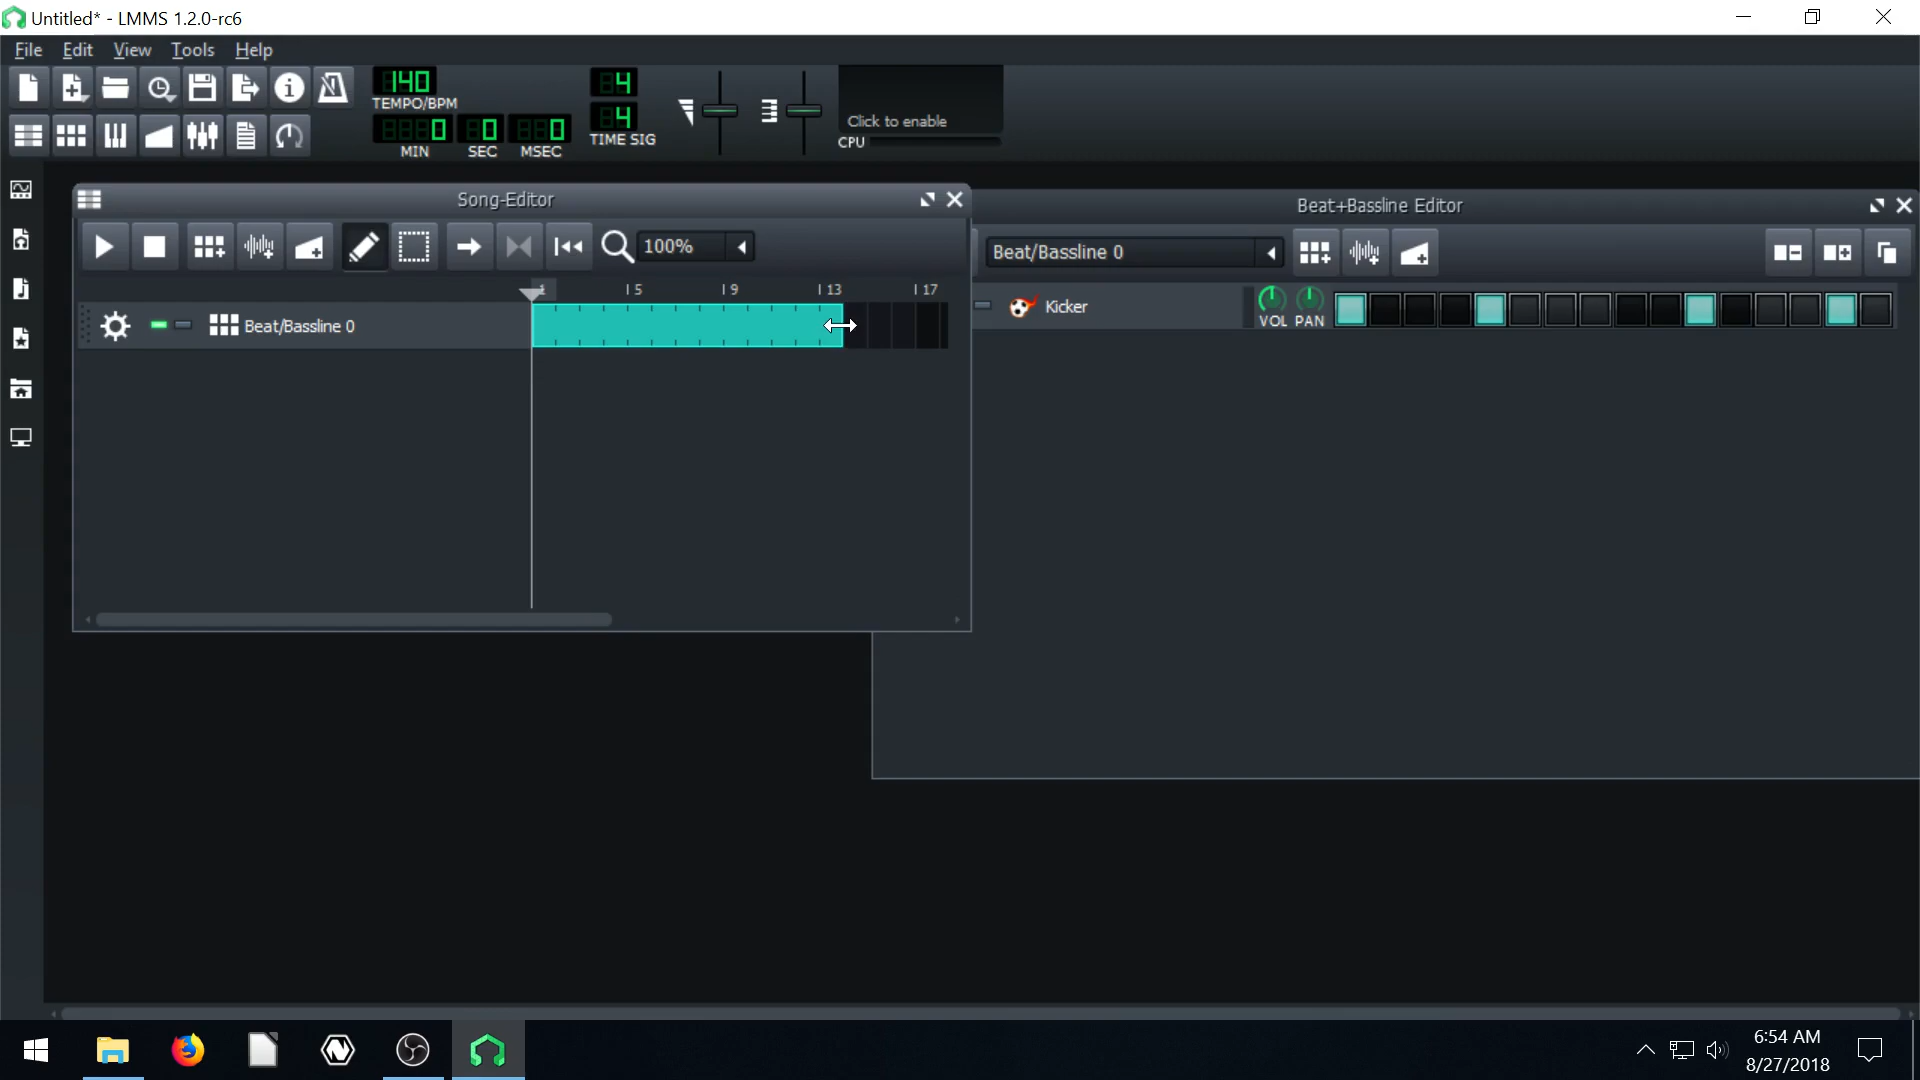 Untitled* - LMMS 1.2.0-rc6
File Edit View Tools Help
140
TEMPO/BPM
0 0 0
MIN SEC MSEC
4
4
TIME SIG
Click to enable
CPU
Song-Editor
100%
1 5 9 13 17
Beat/Bassline 0
Beat+Bassline Editor
Beat/Bassline 0
Kicker
VOL PAN
6:54 AM
8/27/2018